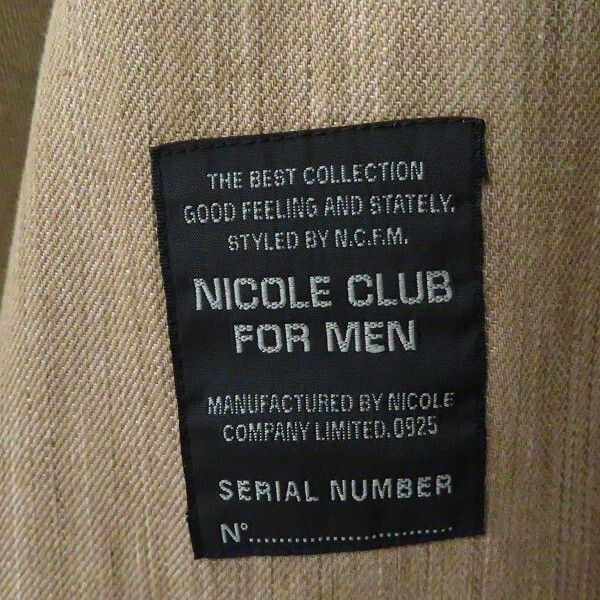 THE BEST COLLECTION
GOOD FEELING AND STATELY.
STYLED BY N.C.F.M.
NICOLE CLUB
FOR MEN
MANUFACTURED BY NICOLE
COMPANY LIMITED.0925
SERIAL NUMBER
N°............................